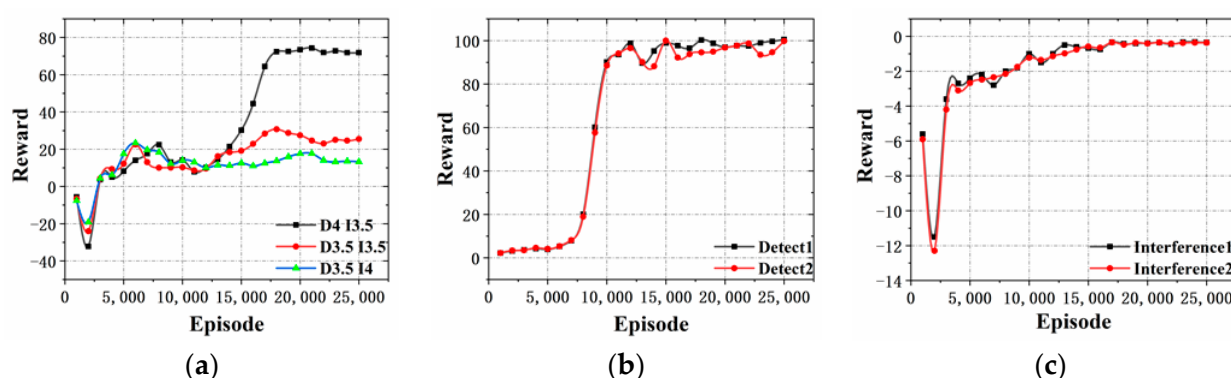 80
60
40
20
0
−20
−40
Reward
D4 I3.5
D3.5 I3.5
D3.5 I4
0 5,000 10,000 15,000 20,000 25,000
Episode
(a)
100
80
60
40
20
0
Reward
Detect1
Detect2
0 5,000 10,000 15,000 20,000 25,000
Episode
(b)
0
−2
−4
−6
−8
−10
−12
−14
Reward
Interference1
Interference2
0 5,000 10,000 15,000 20,000 25,000
Episode
(c)